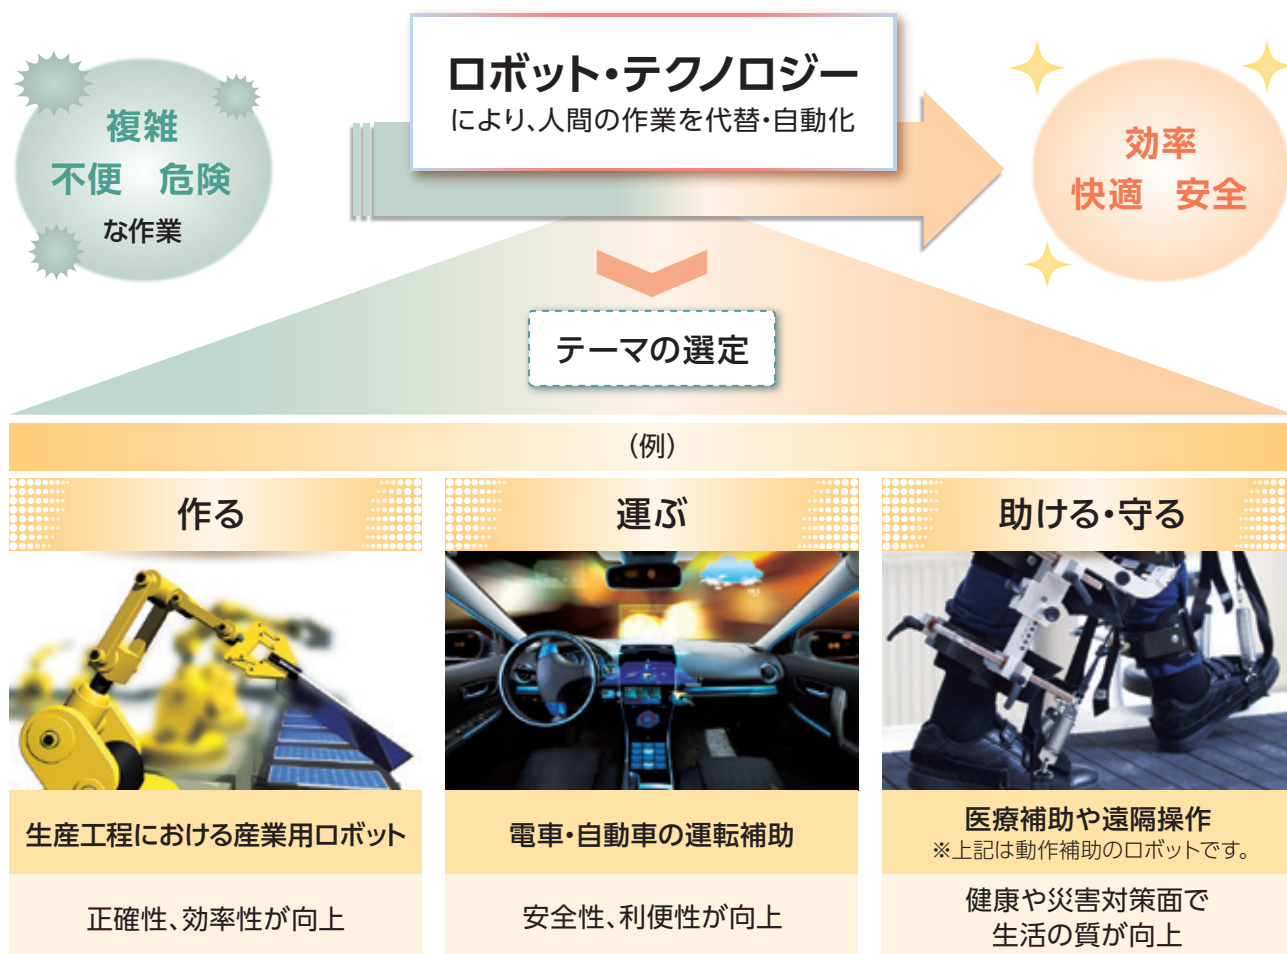 ロボット・テクノロジー
により、人間の作業を代替・自動化
複雑
不便 危険
な作業
効率
快適 安全
テーマの選定
(例)
作る
運ぶ
助ける・守る
生産工程における産業用ロボット
電車・自動車の運転補助
医療補助や遠隔操作
※上記は動作補助のロボットです。
正確性、効率性が向上
安全性、利便性が向上
健康や災害対策面で
生活の質が向上